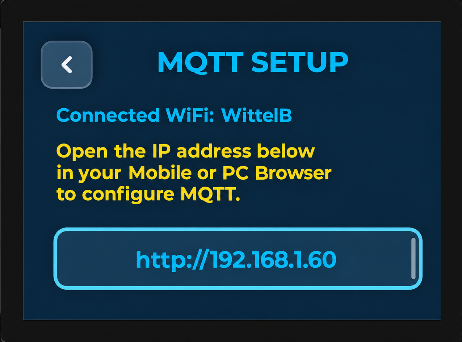 MQTT SETUP
Connected WiFi: WittelB
Open the IP address below
in your Mobile or PC Browser
to configure MQTT.
http://192.168.1.60